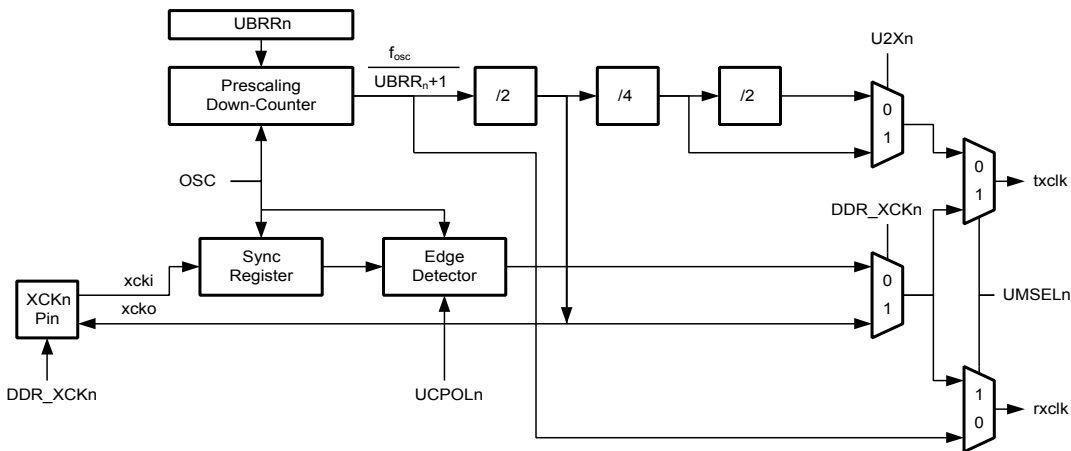 UBRRn
Prescaling
Down-Counter
fosc
UBRRn+1
/2
/4
/2
U2Xn
0
1
OSC
0
1
txclk
DDR_XCKn
Sync
Register
Edge
Detector
0
1
xcki
xcko
XCKn
Pin
UMSELn
DDR_XCKn
UCPOLn
1
0
rxclk